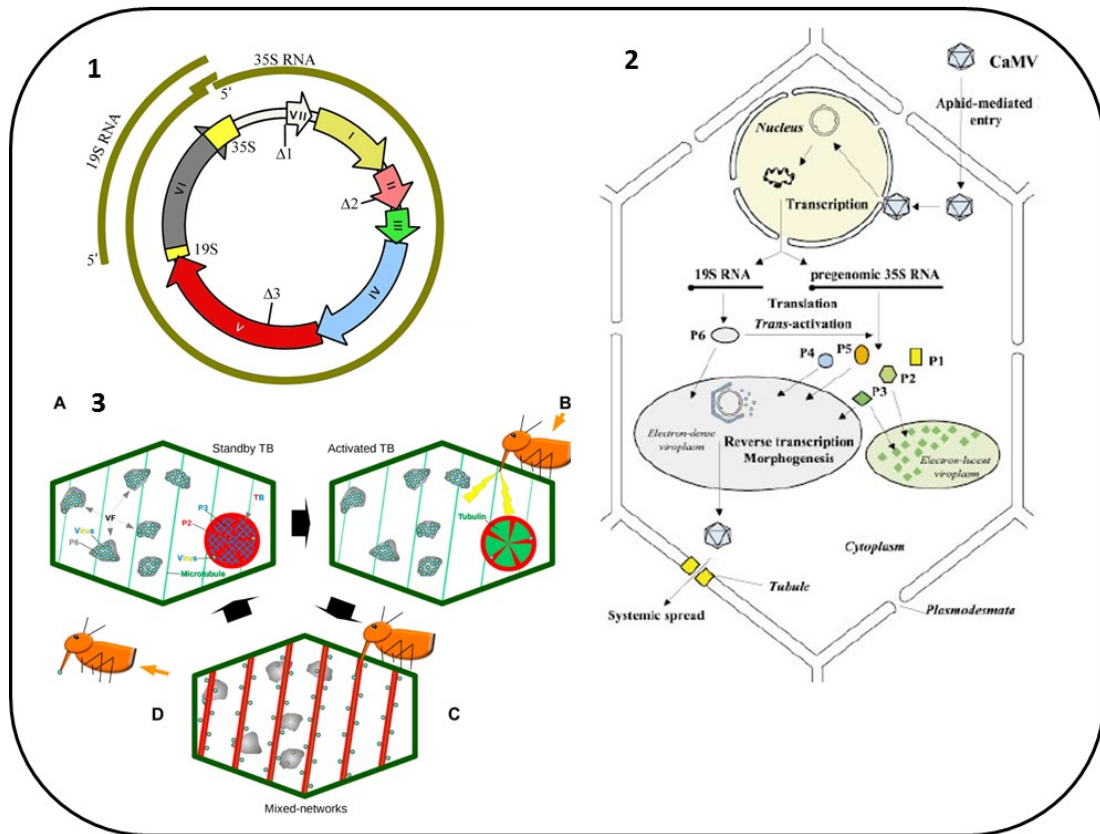 1
35S RNA
5'
19S RNA
5'
VII
I
II
III
IV
V
VI
35S
19S
Δ1
Δ2
Δ3
2
CaMV
Aphid-mediated
entry
Nucleus
Transcription
19S RNA
pregenomic 35S RNA
Translation
Trans-activation
P6
P4
P5
P1
P2
P3
Electron-dense
viroplasm
Reverse transcription
Morphogenesis
Electron-lucent
viroplasm
Cytoplasm
Tubule
Systemic spread
Plasmodesmata
A
3
B
Standby TB
Activated TB
P3
TB
P2
VF
Virus
P6
Virus
Microtubule
Tubulin
D
C
Mixed-networks